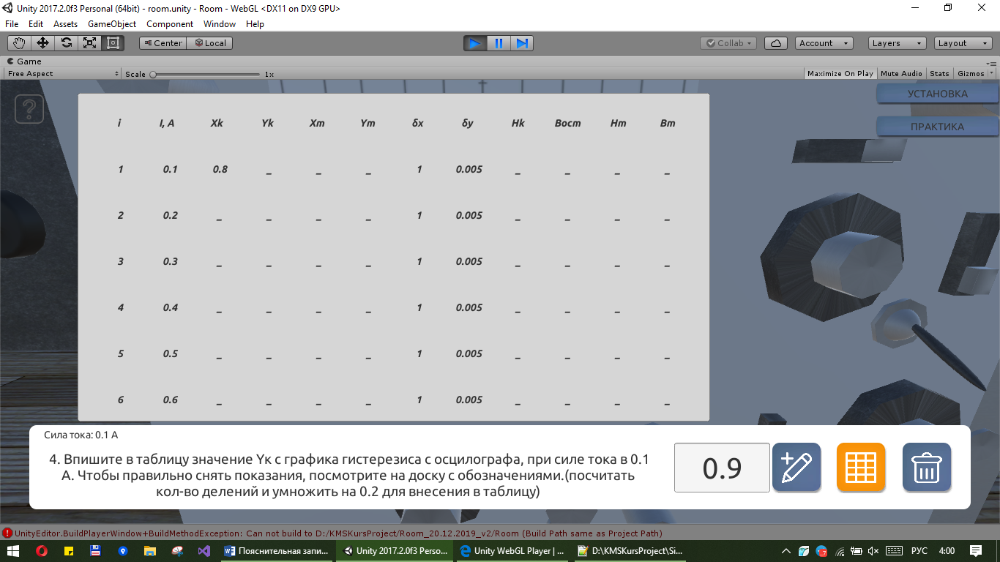 Unity 2017.2.0f3 Personal (64bit) - room.unity - Room - WebGL <DX11 on DX9 GPU>
File Edit Assets GameObject Component Window Help
Center Local Collab Account Layers Layout
Game
Free Aspect Scale 1x Maximize On Play Mute Audio Stats Gizmos
?
УСТАНОВКА
ПРАКТИКА
i I, A Xk Yk Xm Ym δx δy Hk Bocm Hm Bm
1 0.1 0.8 _ _ _ 1 0.005 _ _ _ _
2 0.2 _ _ _ _ 1 0.005 _ _ _ _
3 0.3 _ _ _ _ 1 0.005 _ _ _ _
4 0.4 _ _ _ _ 1 0.005 _ _ _ _
5 0.5 _ _ _ _ 1 0.005 _ _ _ _
6 0.6 _ _ _ _ 1 0.005 _ _ _ _
Сила тока: 0.1 А
4. Впишите в таблицу значение Yк с графика гистерезиса с осцилографа, при силе тока в 0.1
А. Чтобы правильно снять показания, посмотрите на доску с обозначениями.(посчитать
кол-во делений и умножить на 0.2 для внесения в таблицу)
0.9
UnityEditor.BuildPlayerWindow+BuildMethodException: Can not build to D:/KMSKursProject/Room_20.12.2019_v2/Room (Build Path same as Project Path)
Пояснительная запи... Unity 2017.2.0f3 Perso... Unity WebGL Player | ... D:\KMSKursProject\Si... РУС 4:00